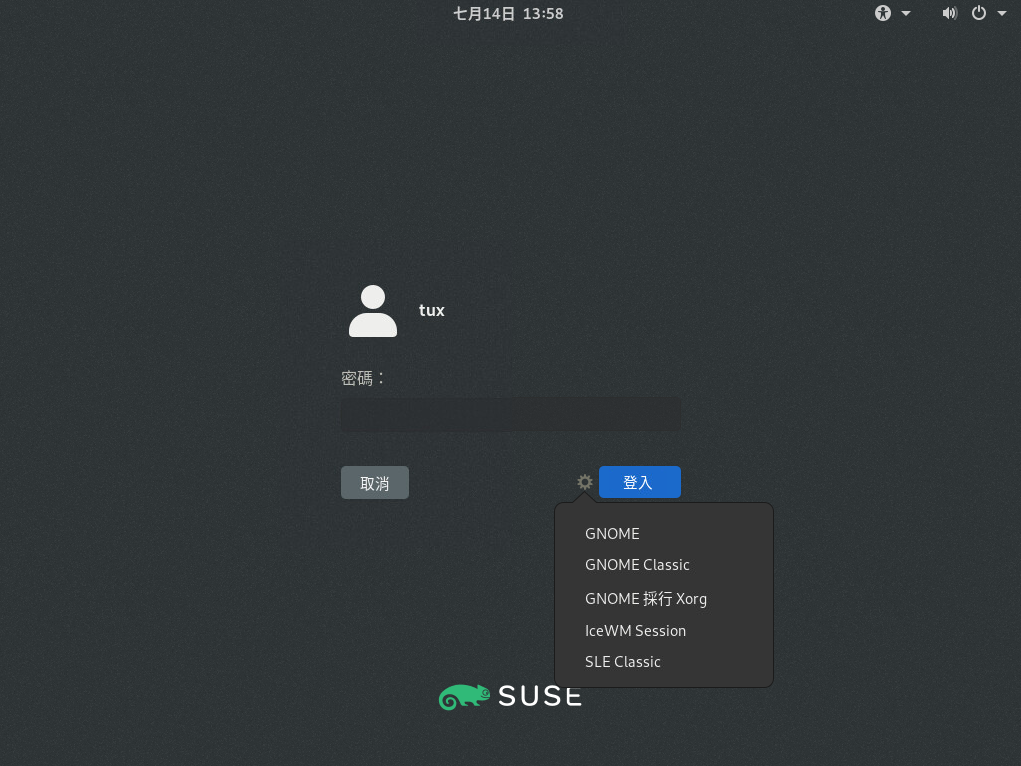 七月14日 13:58
tux
密碼：
取消
登入
GNOME
GNOME Classic
GNOME 採行 Xorg
IceWM Session
SLE Classic
SUSE